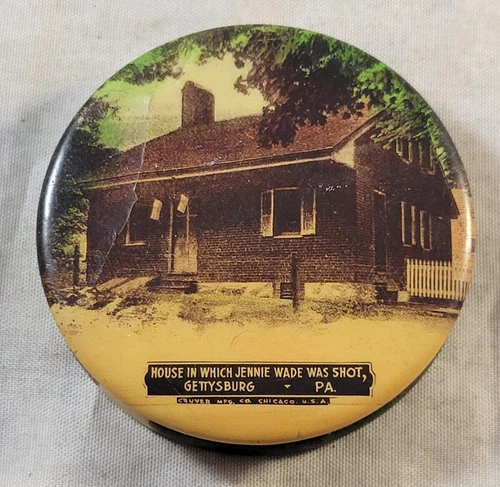 HOUSE IN WHICH JENNIE WADE WAS SHOT,
GETTYSBURG - PA.
CRUVER MFG. CO. CHICAGO. U.S.A.